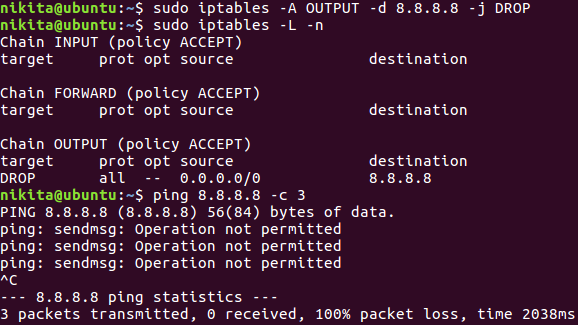 nikita@ubuntu:~$ sudo iptables -A OUTPUT -d 8.8.8.8 -j DROP
nikita@ubuntu:~$ sudo iptables -L -n
Chain INPUT (policy ACCEPT)
target     prot opt source               destination

Chain FORWARD (policy ACCEPT)
target     prot opt source               destination

Chain OUTPUT (policy ACCEPT)
target     prot opt source               destination
DROP       all  --  0.0.0.0/0            8.8.8.8
nikita@ubuntu:~$ ping 8.8.8.8 -c 3
PING 8.8.8.8 (8.8.8.8) 56(84) bytes of data.
ping: sendmsg: Operation not permitted
ping: sendmsg: Operation not permitted
ping: sendmsg: Operation not permitted
^C
--- 8.8.8.8 ping statistics ---
3 packets transmitted, 0 received, 100% packet loss, time 2038ms